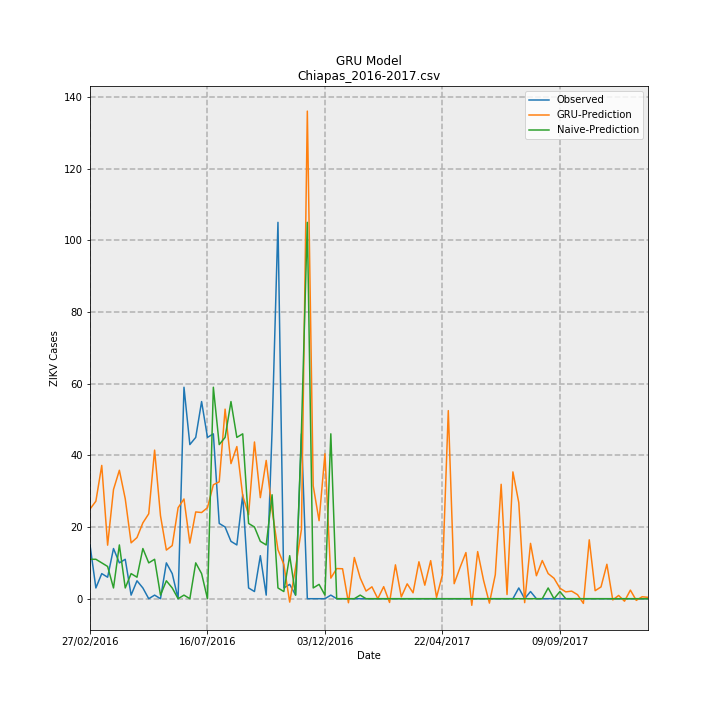 GRU Model
Chiapas_2016-2017.csv
Observed
GRU-Prediction
Naive-Prediction
140
120
100
80
60
40
20
0
ZIKV Cases
27/02/2016
16/07/2016
03/12/2016
22/04/2017
09/09/2017
Date